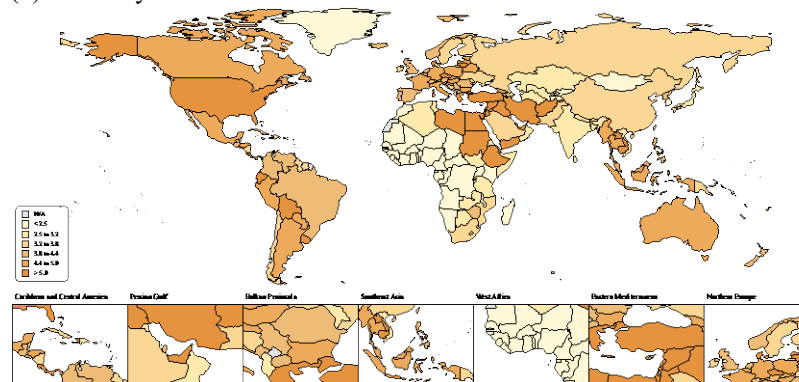 N/A
< 2.5
2.5 to 3.2
3.2 to 3.8
3.8 to 4.4
4.4 to 5.0
> 5.0
Caribbean and Central America
Persian Gulf
Balkan Peninsula
Southeast Asia
West Africa
Eastern Mediterranean
Northern Europe